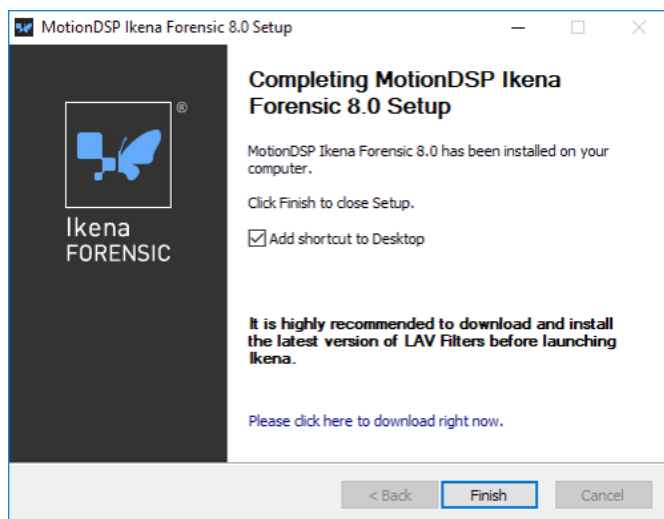 MotionDSP Ikena Forensic 8.0 Setup
®
Ikena
FORENSIC
Completing MotionDSP Ikena
Forensic 8.0 Setup
MotionDSP Ikena Forensic 8.0 has been installed on your
computer.
Click Finish to close Setup.
Add shortcut to Desktop
It is highly recommended to download and install
the latest version of LAV Filters before launching
Ikena.
Please click here to download right now.
< Back Finish Cancel